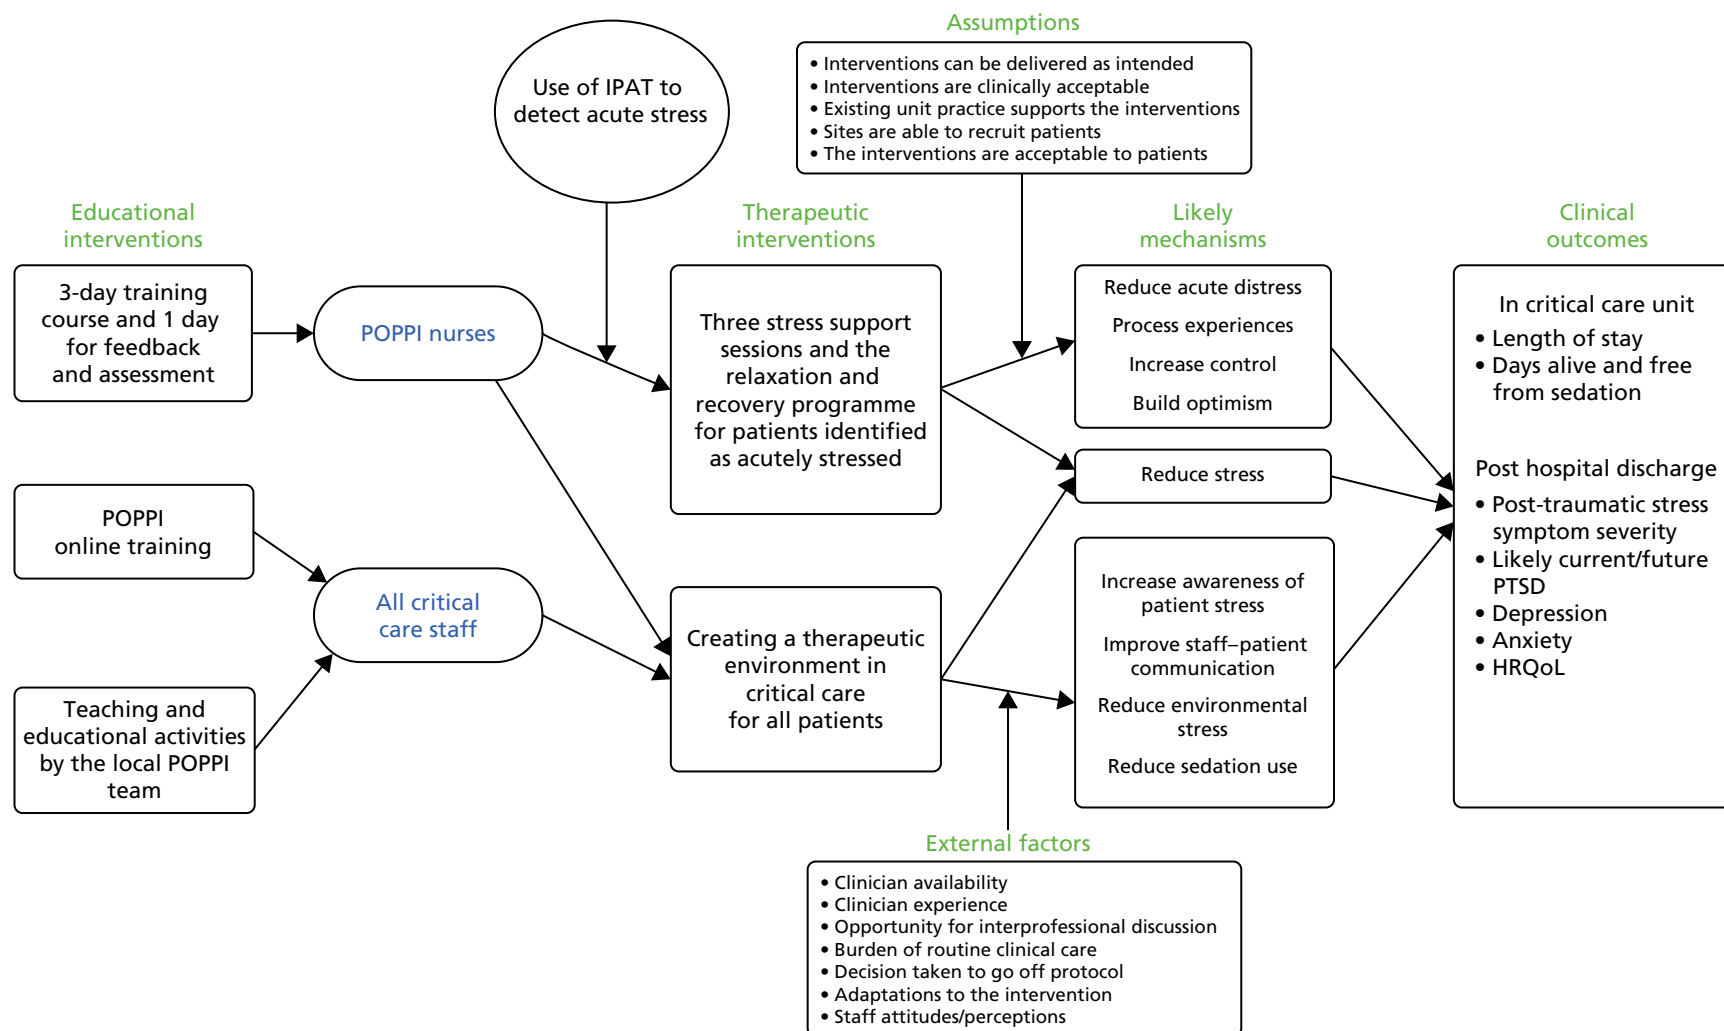 Assumptions
• Interventions can be delivered as intended
• Interventions are clinically acceptable
• Existing unit practice supports the interventions
• Sites are able to recruit patients
• The interventions are acceptable to patients
Use of IPAT to
detect acute stress
Educational
interventions
3-day training
course and 1 day
for feedback
and assessment
POPPI
online training
Teaching and
educational activities
by the local POPPI
team
POPPI nurses
All critical
care staff
Therapeutic
interventions
Three stress support
sessions and the
relaxation and
recovery programme
for patients identified
as acutely stressed
Creating a therapeutic
environment in
critical care
for all patients
Likely
mechanisms
Reduce acute distress
Process experiences
Increase control
Build optimism
Reduce stress
Increase awareness of
patient stress
Improve staff–patient
communication
Reduce environmental
stress
Reduce sedation use
Clinical
outcomes
In critical care unit
• Length of stay
• Days alive and free
from sedation
Post hospital discharge
• Post-traumatic stress
symptom severity
• Likely current/future
PTSD
• Depression
• Anxiety
• HRQoL
External factors
• Clinician availability
• Clinician experience
• Opportunity for interprofessional discussion
• Burden of routine clinical care
• Decision taken to go off protocol
• Adaptations to the intervention
• Staff attitudes/perceptions